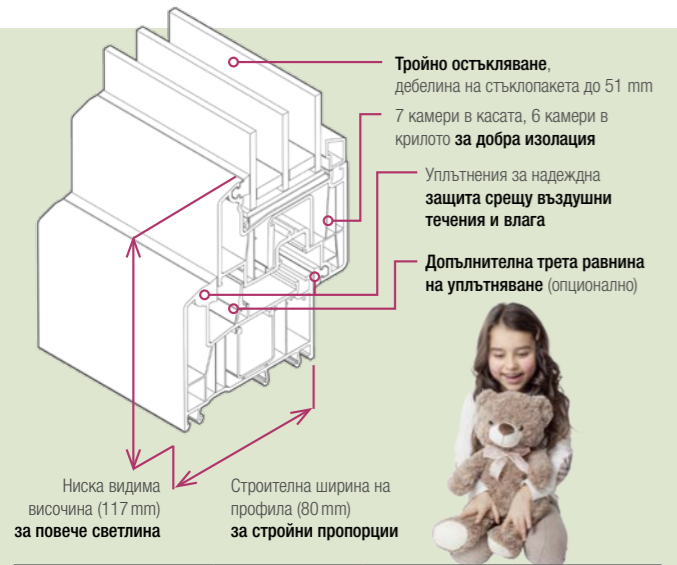 Тройно остъкляване,
дебелина на стъклопакета до 51 mm
7 камери в касата, 6 камери в
крилото за добра изолация
Уплътнения за надеждна
защита срещу въздушни
течения и влага
Допълнителна трета равнина
на уплътняване (опционално)
Ниска видима
височина (117 mm)
за повече светлина
Строителна ширина на
профила (80 mm)
за стройни пропорции